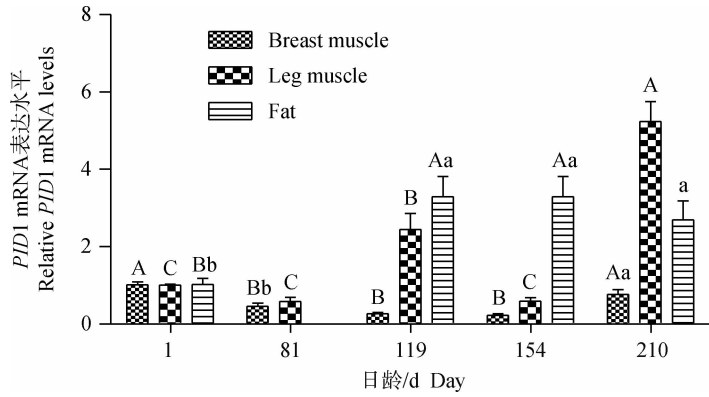 PID1 mRNA表达水平
Relative PID1 mRNA levels
8
6
4
2
0
Breast muscle
Leg muscle
Fat
A C Bb
Bb C
B B Aa
B C Aa
Aa A a
1 81 119 154 210
日龄/d Day